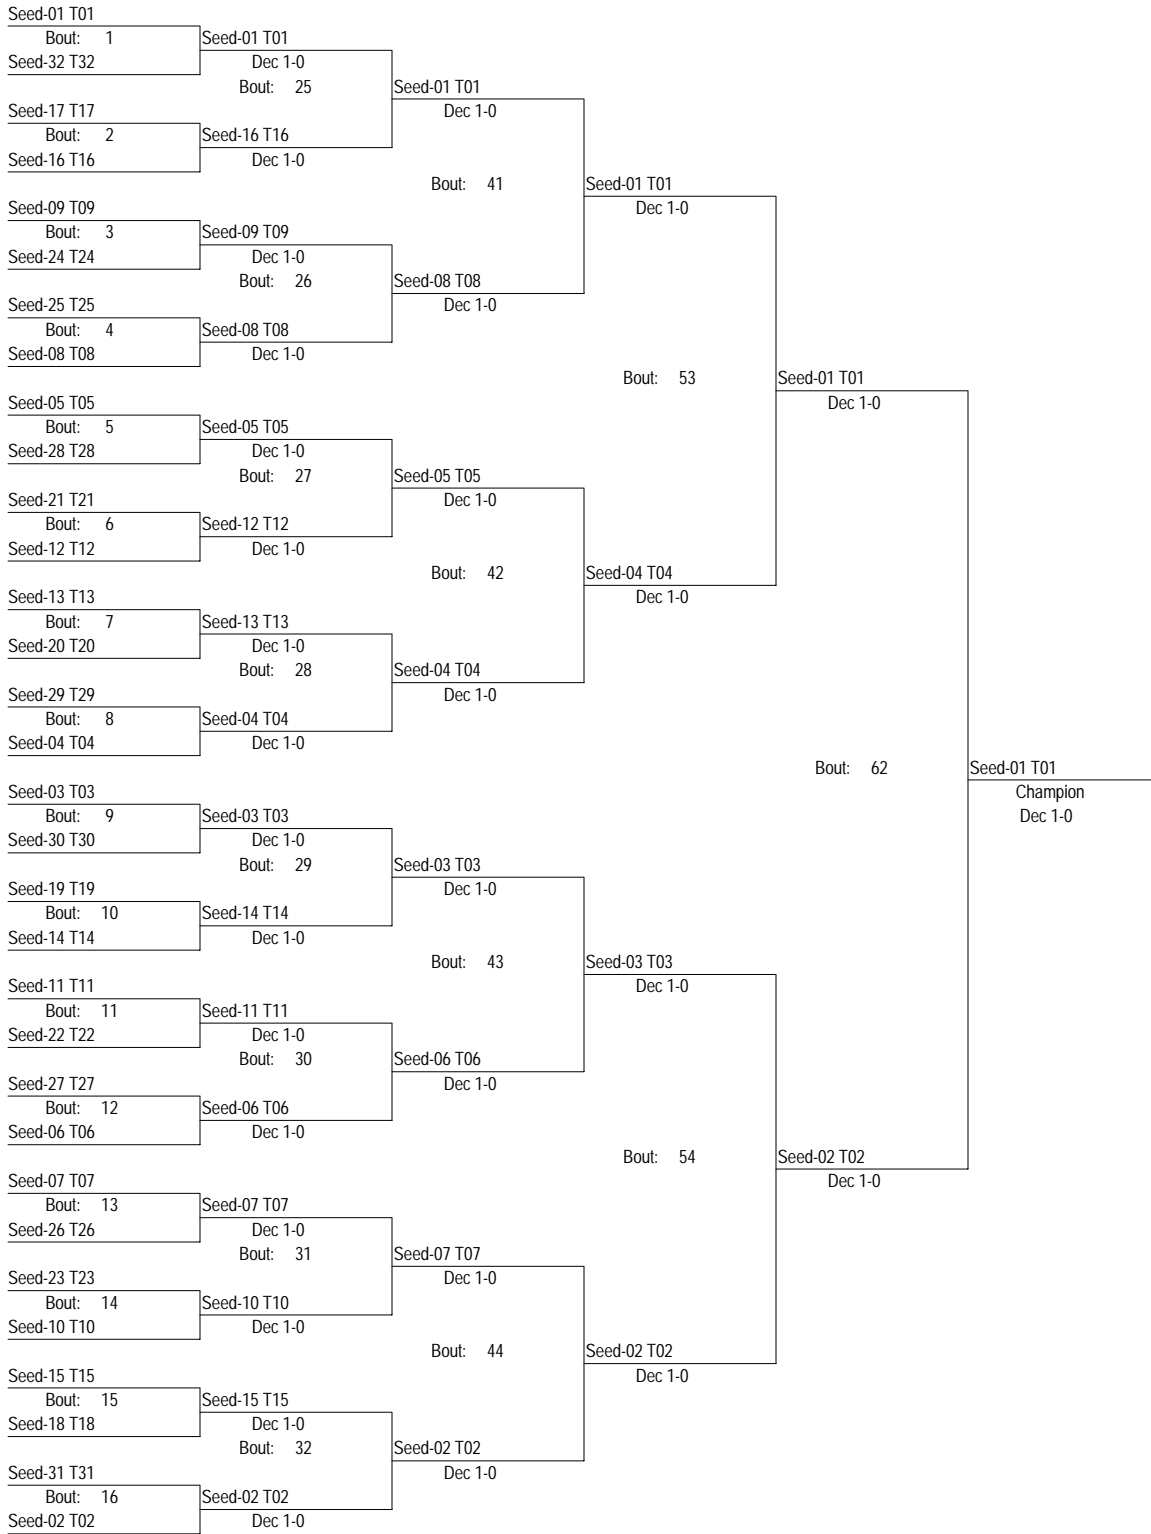 Seed-01 T01
Bout: 1
Seed-01 T01
Seed-32 T32
Dec 1-0
Bout: 25
Seed-01 T01
Seed-17 T17
Dec 1-0
Bout: 2
Seed-16 T16
Seed-16 T16
Dec 1-0
Bout: 41
Seed-01 T01
Seed-09 T09
Dec 1-0
Bout: 3
Seed-09 T09
Seed-24 T24
Dec 1-0
Bout: 26
Seed-08 T08
Seed-25 T25
Dec 1-0
Bout: 4
Seed-08 T08
Seed-08 T08
Dec 1-0
Bout: 53
Seed-01 T01
Seed-05 T05
Dec 1-0
Bout: 5
Seed-05 T05
Seed-28 T28
Dec 1-0
Bout: 27
Seed-05 T05
Seed-21 T21
Dec 1-0
Bout: 6
Seed-12 T12
Seed-12 T12
Dec 1-0
Bout: 42
Seed-04 T04
Seed-13 T13
Dec 1-0
Bout: 7
Seed-13 T13
Seed-20 T20
Dec 1-0
Bout: 28
Seed-04 T04
Seed-29 T29
Dec 1-0
Bout: 8
Seed-04 T04
Seed-04 T04
Dec 1-0
Bout: 62
Seed-01 T01
Seed-03 T03
Champion
Bout: 9
Seed-03 T03
Dec 1-0
Seed-30 T30
Dec 1-0
Bout: 29
Seed-03 T03
Seed-19 T19
Dec 1-0
Bout: 10
Seed-14 T14
Seed-14 T14
Dec 1-0
Bout: 43
Seed-03 T03
Seed-11 T11
Dec 1-0
Bout: 11
Seed-11 T11
Seed-22 T22
Dec 1-0
Bout: 30
Seed-06 T06
Seed-27 T27
Dec 1-0
Bout: 12
Seed-06 T06
Seed-06 T06
Dec 1-0
Bout: 54
Seed-02 T02
Seed-07 T07
Dec 1-0
Bout: 13
Seed-07 T07
Seed-26 T26
Dec 1-0
Bout: 31
Seed-07 T07
Seed-23 T23
Dec 1-0
Bout: 14
Seed-10 T10
Seed-10 T10
Dec 1-0
Bout: 44
Seed-02 T02
Seed-15 T15
Dec 1-0
Bout: 15
Seed-15 T15
Seed-18 T18
Dec 1-0
Bout: 32
Seed-02 T02
Seed-31 T31
Dec 1-0
Bout: 16
Seed-02 T02
Seed-02 T02
Dec 1-0